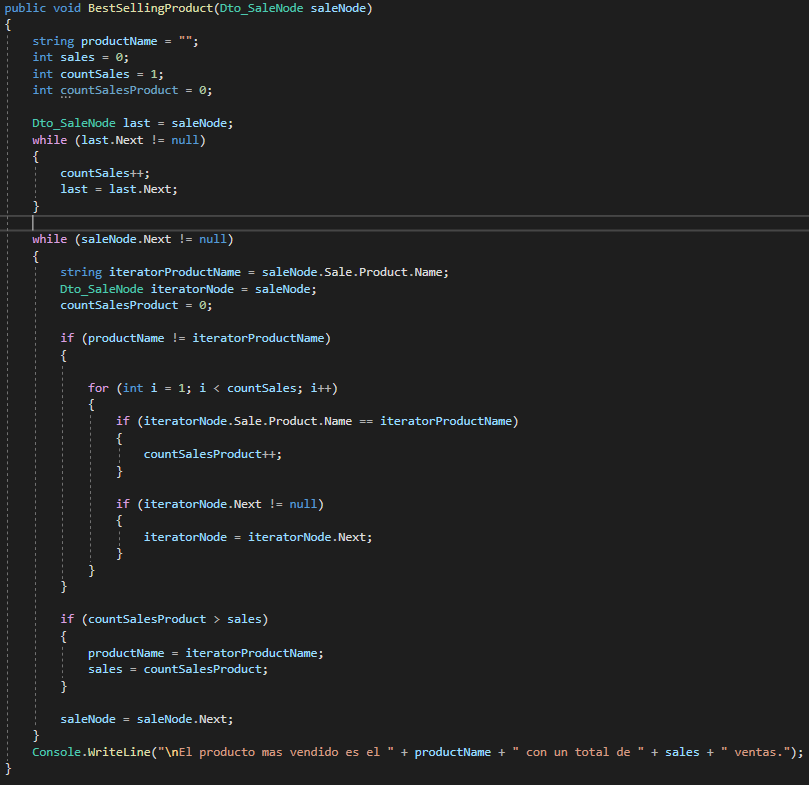 public void BestSellingProduct(Dto_SaleNode saleNode)
{
string productName = "";
int sales = 0;
int countSales = 1;
int countSalesProduct = 0;
Dto_SaleNode last = saleNode;
while (last.Next != null)
{
countSales++;
last = last.Next;
}
while (saleNode.Next != null)
{
string iteratorProductName = saleNode.Sale.Product.Name;
Dto_SaleNode iteratorNode = saleNode;
countSalesProduct = 0;
if (productName != iteratorProductName)
{
for (int i = 1; i < countSales; i++)
{
if (iteratorNode.Sale.Product.Name == iteratorProductName)
{
countSalesProduct++;
}
if (iteratorNode.Next != null)
{
iteratorNode = iteratorNode.Next;
}
}
}
if (countSalesProduct > sales)
{
productName = iteratorProductName;
sales = countSalesProduct;
}
saleNode = saleNode.Next;
}
Console.WriteLine("\nEl producto mas vendido es el " + productName + " con un total de " + sales + " ventas.");
}